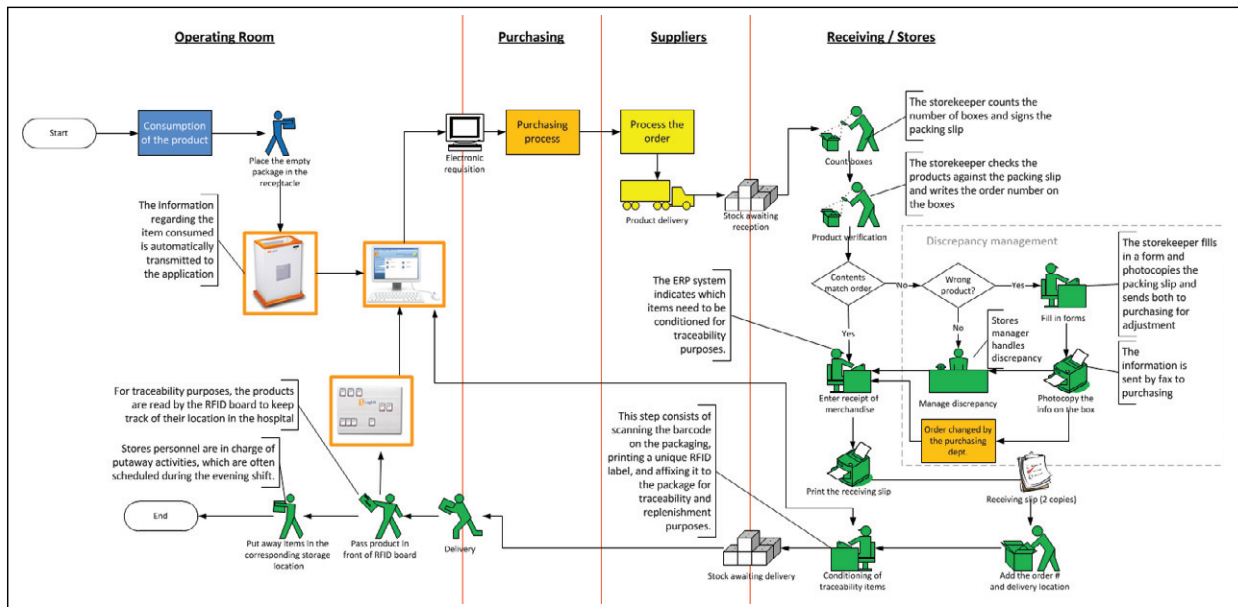 Operating Room
Purchasing
Suppliers
Receiving / Stores
Start
Consumption
of the product
Place the empty
package in the
receptacle
Electronic
requisition
Purchasing
process
Process the
order
Product delivery
Stock awaiting
reception
Count boxes
The storekeeper counts the
number of boxes and signs the
packing slip
Product verification
The storekeeper checks the
products against the packing slip
and writes the order number on
the boxes
The information
regarding the
item consumed
is automatically
transmitted to
the application
Discrepancy management
Contents
match order
No
Wrong
product?
Yes
Fill in forms
The storekeeper fills
in a form and
photocopies the
packing slip and
sends both to
purchasing for
adjustment
Yes
No
The ERP system
indicates which
items need to be
conditioned for
traceability
purposes.
Stores
manager
handles
discrepancy
Enter receipt of
merchandise
Manage discrepancy
Photocopy the
info on the box
The
information is
sent by fax to
purchasing
Order changed by
the purchasing
dept.
For traceability purposes, the products
are read by the RFID board to keep
track of their location in the hospital
Stores personnel are in charge of
putaway activities, which are often
scheduled during the evening shift.
This step consists of
scanning the barcode
on the packaging,
printing a unique RFID
label, and affixing it to
the package for
traceability and
replenishment
purposes.
Print the receiving slip
Receiving slip (2 copies)
End
Put away items in the
corresponding storage
location
Pass product in
front of RFID board
Delivery
Stock awaiting delivery
Conditioning of
traceability items
Add the order #
and delivery location